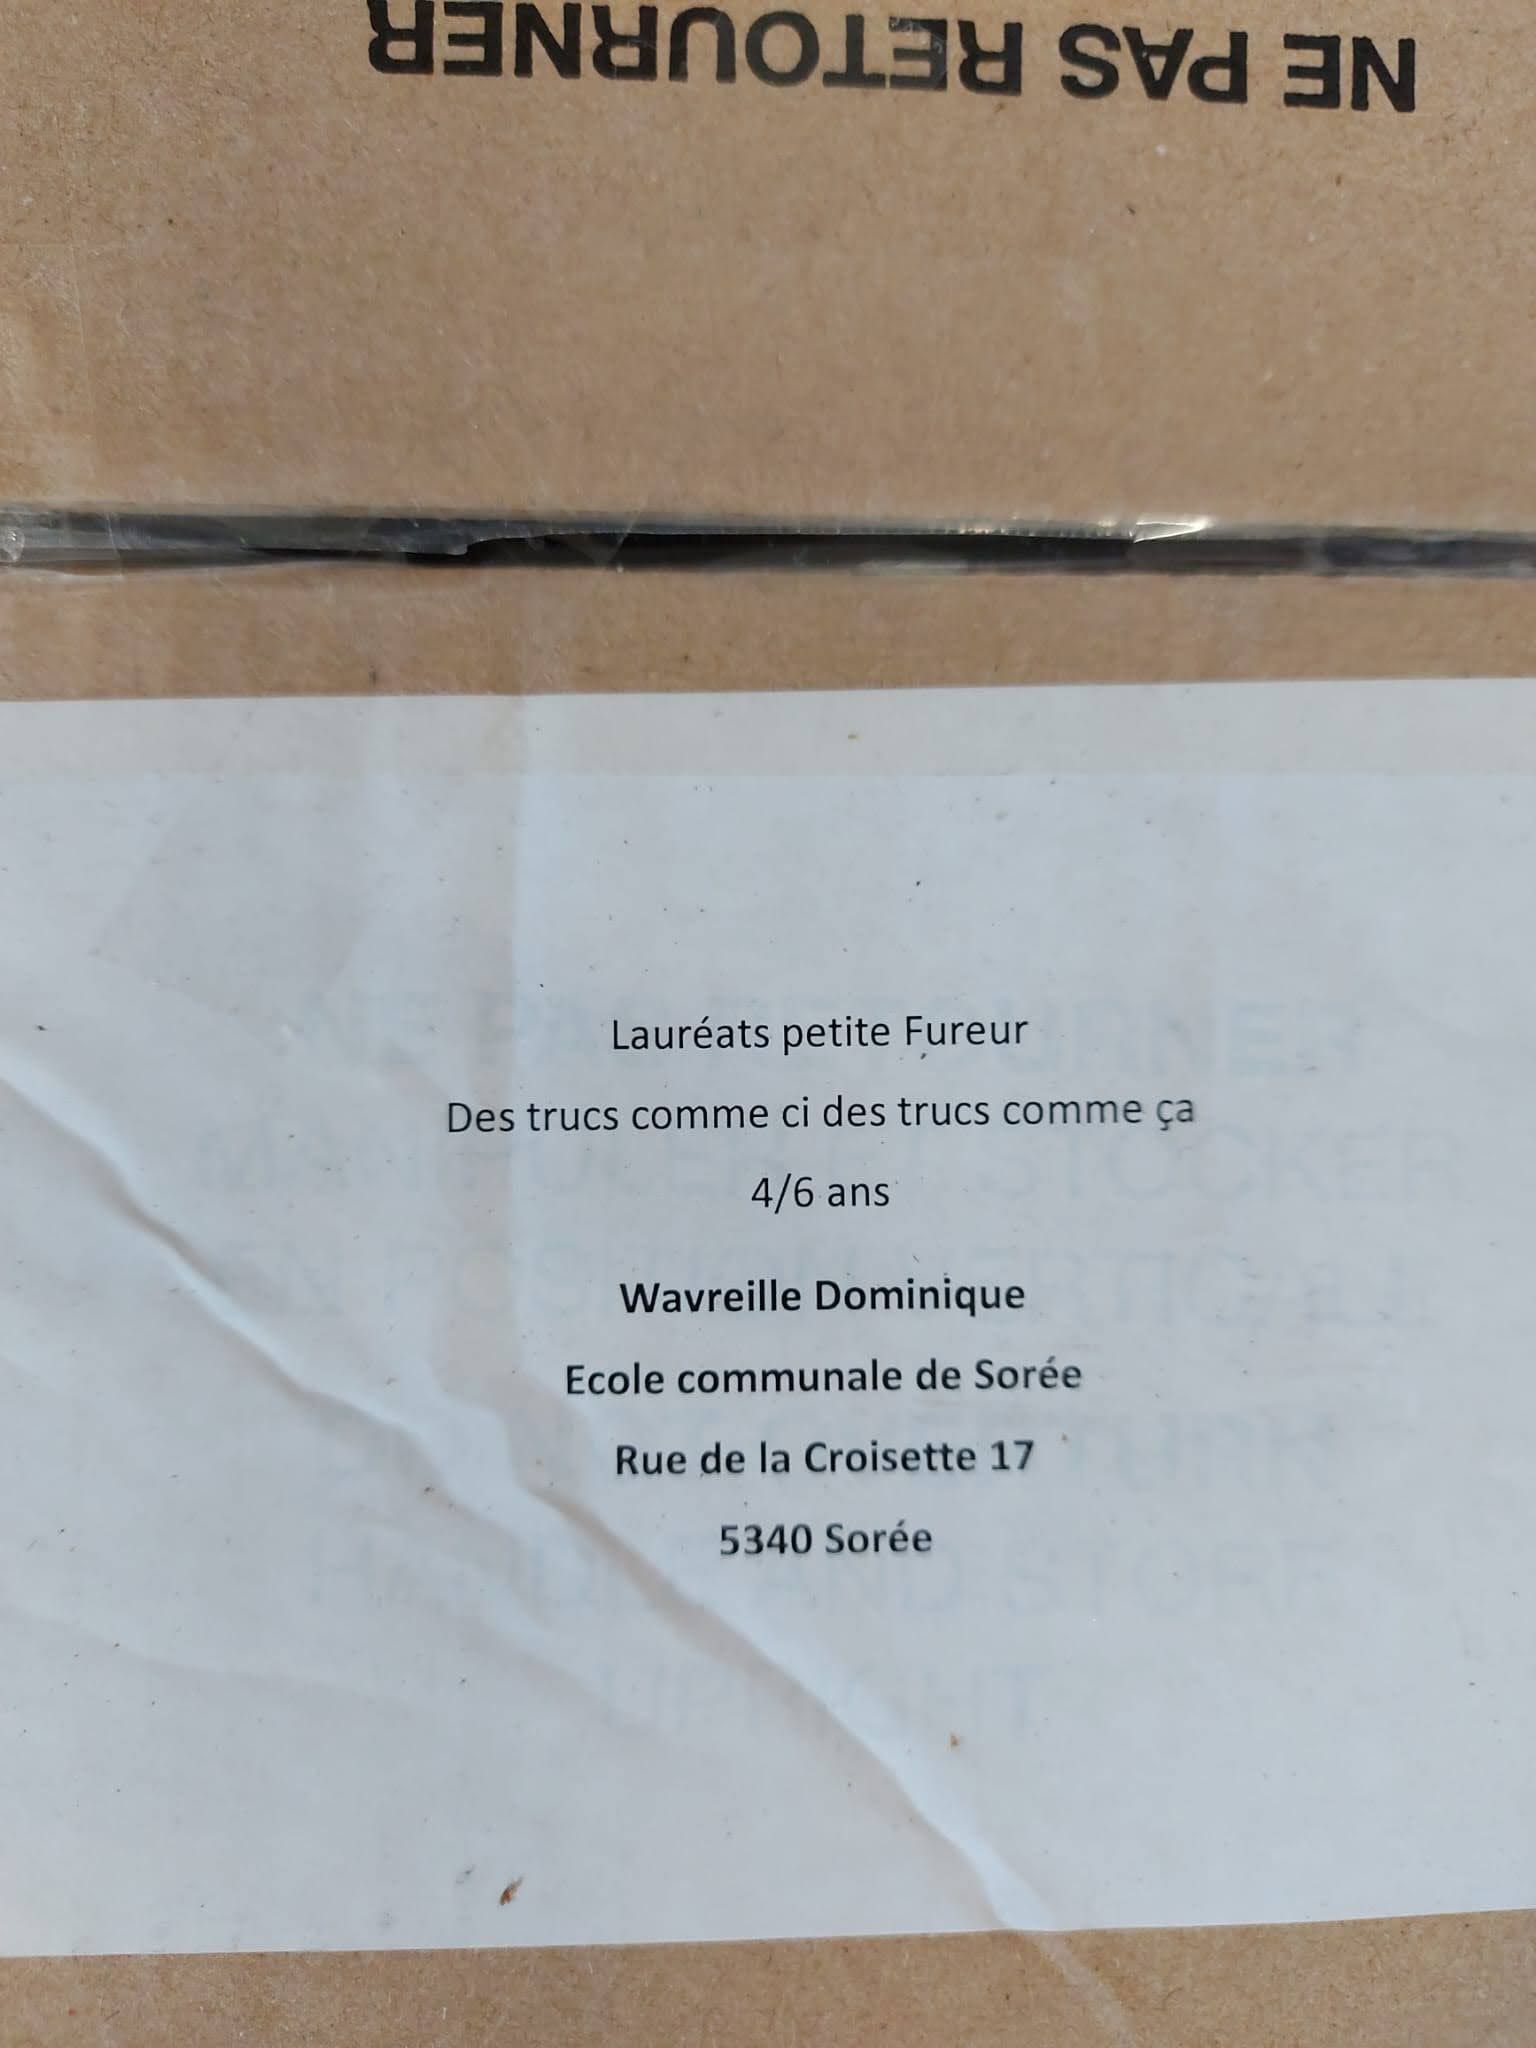 NE PAS RETOURNER
Lauréats petite Fureur
Des trucs comme ci des trucs comme ça
4/6 ans
Wavreille Dominique
Ecole communale de Sorée
Rue de la Croisette 17
5340 Sorée